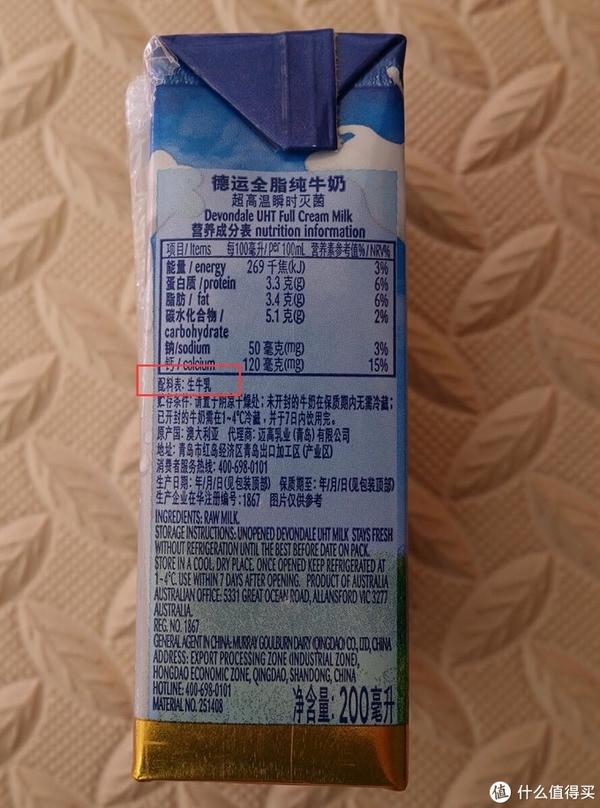 德运全脂纯牛奶
超高温瞬时灭菌
Devondale UHT Full Cream Milk
营养成分表 nutrition information
项目/Items 每100毫升/per 100mL 营养素参考值%/NRV%
能量/energy 269 千焦(kJ) 3%
蛋白质/protein 3.3 克(g) 6%
脂肪/ fat 3.4 克(g) 6%
碳水化合物/ 5.1 克(g) 2%
carbohydrate
钠/sodium 50 毫克(mg) 3%
钙/ calcium 120 毫克(mg) 15%
配料表: 生牛乳
贮存条件: 请置于阴凉干燥处; 未开封的牛奶在保质期内无需冷藏;
已开封的牛奶需在1~4℃冷藏, 并于7日内饮用完。
原产国: 澳大利亚 代理商: 迈高乳业(青岛)有限公司
地址: 青岛市红岛经济区青岛出口加工区(产业区)
消费者服务热线: 400-698-0101
生产日期: 年/月/日(见包装顶部) 保质期至: 年/月/日(见包装顶部)
生产企业在华注册编号: 1867 图片仅供参考
INGREDIENTS: RAW MILK.
STORAGE INSTRUCTIONS: UNOPENED DEVONDALE UHT MILK STAYS FRESH
WITHOUT REFRIGERATION UNTIL THE BEST BEFORE DATE ON PACK.
STORE IN A COOL, DRY PLACE. ONCE OPENED KEEP REFRIGERATED AT
1~4℃. USE WITHIN 7 DAYS AFTER OPENING. PRODUCT OF AUSTRALIA
AUSTRALIAN OFFICE: 5331 GREAT OCEAN ROAD, ALLANSFORD VIC 3277
AUSTRALIA.
REG. NO. 1867
GENERAL AGENT IN CHINA: MURRAY GOULBURN DAIRY (QINGDAO) CO., LTD, CHINA
ADDRESS: EXPORT PROCESSING ZONE (INDUSTRIAL ZONE),
HONGDAO ECONOMIC ZONE, QINGDAO, SHANDONG, CHINA
HOTLINE: 400-698-0101
MATERIAL NO. 251408
净含量: 200毫升
值 什么值得买